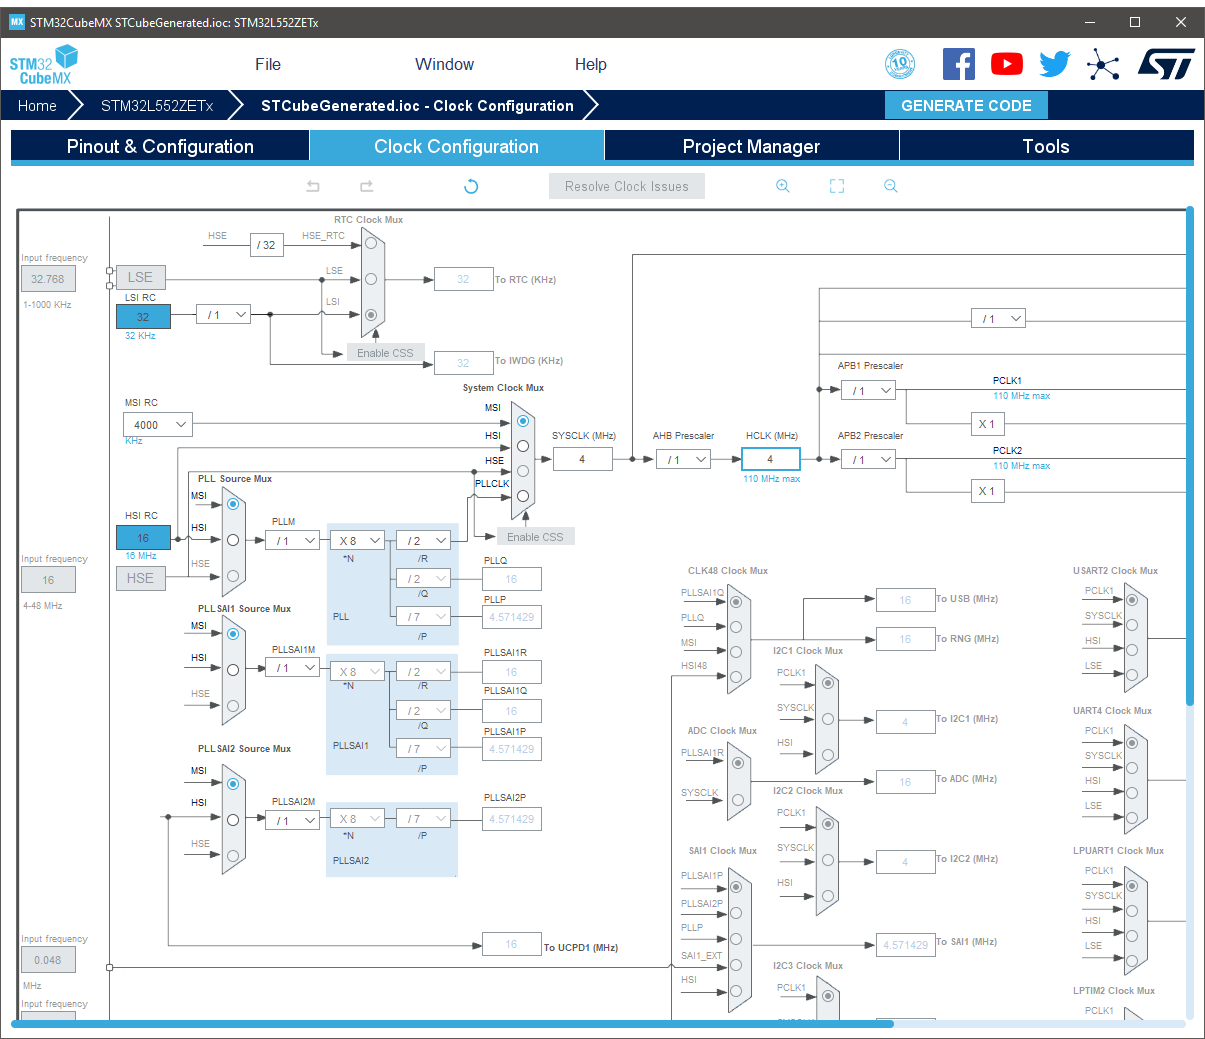 MX STM32CubeMX STCubeGenerated.ioc: STM32L552ZETx
STM32 CubeMX
File Window Help
10
Home STM32L552ZETx STCubeGenerated.ioc - Clock Configuration GENERATE CODE
Pinout & Configuration Clock Configuration Project Manager Tools
Resolve Clock Issues
RTC Clock Mux
HSE / 32 HSE_RTC
Input frequency
32.768
1-1000 KHz
LSE
LSE 32 To RTC (KHz)
LSI RC
32
32 KHz
/ 1
LSI
Enable CSS
32 To IWDG (KHz)
/ 1
System Clock Mux
MSI RC
4000
KHz
MSI
HSI
HSE
PLLCLK
Enable CSS
SYSCLK (MHz)
4
AHB Prescaler
/ 1
HCLK (MHz)
4
110 MHz max
APB1 Prescaler
/ 1
PCLK1
110 MHz max
X 1
APB2 Prescaler
/ 1
PCLK2
110 MHz max
X 1
PLL Source Mux
MSI
HSI
HSE
HSI RC
16
16 MHz
HSE
Input frequency
16
4-48 MHz
PLLM
/ 1
X 8
*N
/ 2
/R
/ 2
/Q
/ 7
/P
PLL
PLLQ
16
PLLP
4.571429
PLLSAI1 Source Mux
MSI
HSI
HSE
PLLSAI1M
/ 1
X 8
*N
/ 2
/R
/ 2
/Q
/ 7
/P
PLLSAI1
PLLSAI1R
16
PLLSAI1Q
16
PLLSAI1P
4.571429
PLLSAI2 Source Mux
MSI
HSI
HSE
PLLSAI2M
/ 1
X 8
*N
/ 7
/P
PLLSAI2
PLLSAI2P
4.571429
16 To UCPD1 (MHz)
Input frequency
0.048
MHz
Input frequency
CLK48 Clock Mux
PLLSAI1Q
PLLQ
MSI
HSI48
16 To USB (MHz)
16 To RNG (MHz)
I2C1 Clock Mux
PCLK1
SYSCLK
HSI
4 To I2C1 (MHz)
ADC Clock Mux
PLLSAI1R
SYSCLK
16 To ADC (MHz)
I2C2 Clock Mux
PCLK1
SYSCLK
HSI
4 To I2C2 (MHz)
SAI1 Clock Mux
PLLSAI1P
PLLSAI2P
PLLP
SAI1_EXT
HSI
4.571429 To SAI1 (MHz)
I2C3 Clock Mux
PCLK1
USART2 Clock Mux
PCLK1
SYSCLK
HSI
LSE
UART4 Clock Mux
PCLK1
SYSCLK
HSI
LSE
LPUART1 Clock Mux
PCLK1
SYSCLK
HSI
LSE
LPTIM2 Clock Mux
PCLK1